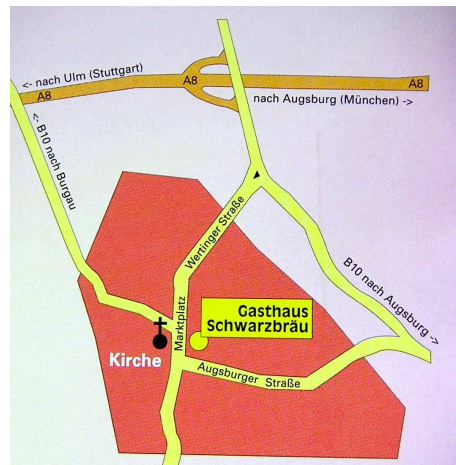 <- nach Ulm (Stuttgart)
A8
A8
A8
nach Augsburg (München) ->
<- B10 nach Burgau
Wertinger Straße
B10 nach Augsburg ->
Marktplatz
Gasthaus
Schwarzbräu
Kirche
Augsburger Straße